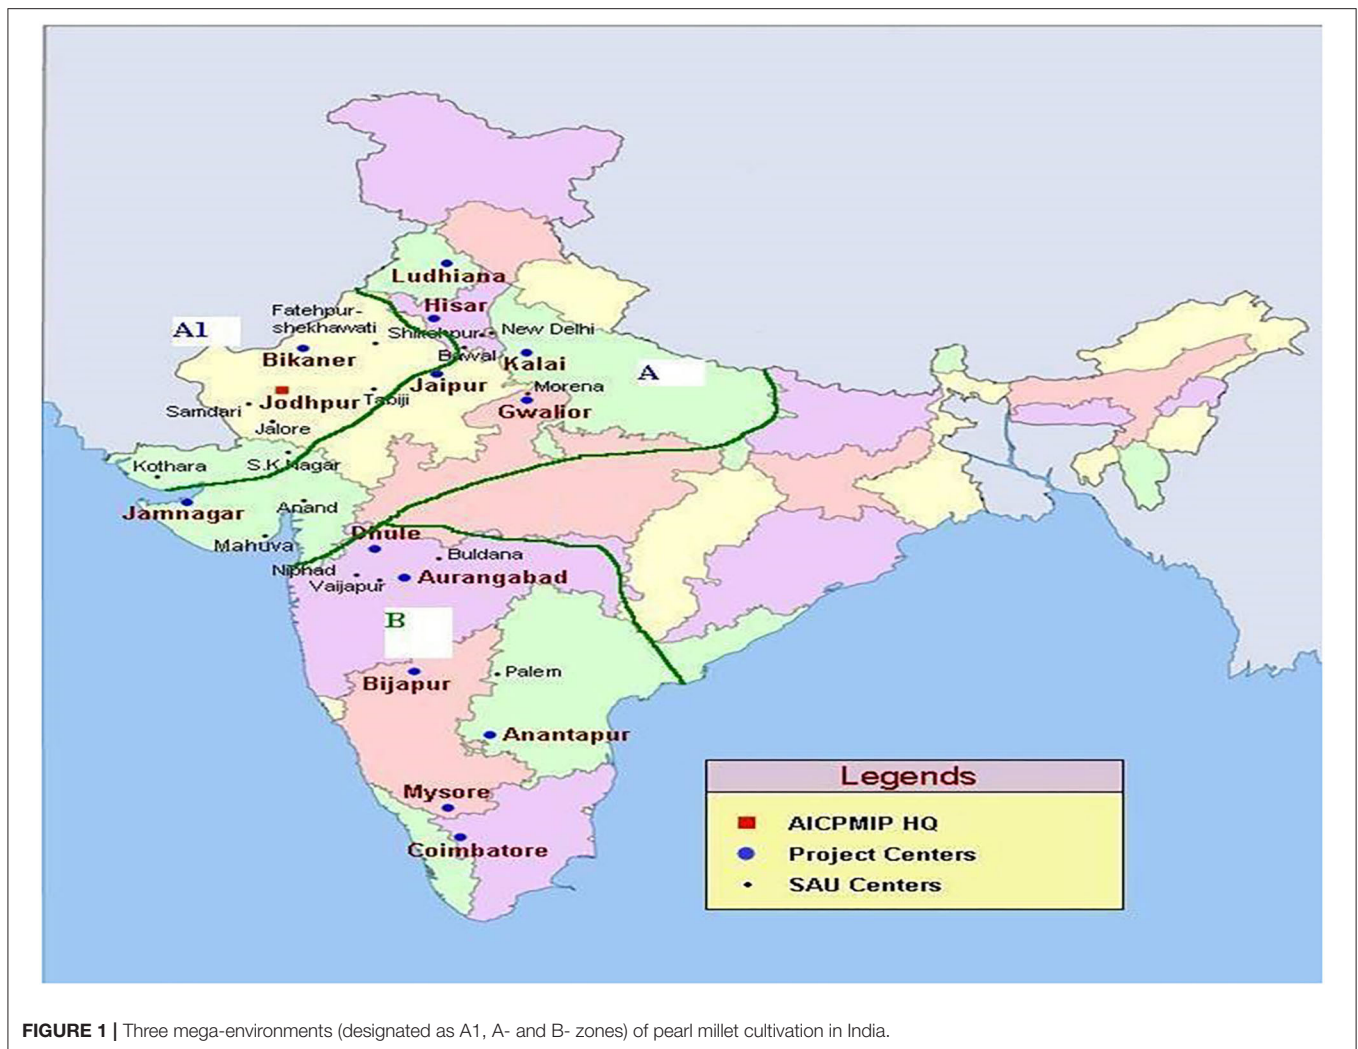 Ludhiana
Hisar
Fatehpur-
shekhawati
A1
Shikohpur
New Delhi
Bawal
Bikaner
Kalai
A
Jaipur
Morena
Jodhpur
Tabiji
Samdari
Gwalior
Jalore
Kothara
S.K.Nagar
Jamnagar
Anand
Dhule
Mahuva
Buldana
Niphad
Aurangabad
Vaijapur
B
Palem
Bijapur
Anantapur
Mysore
Coimbatore
Legends
AICPMIP HQ
Project Centers
SAU Centers
FIGURE 1 | Three mega-environments (designated as A1, A- and B- zones) of pearl millet cultivation in India.